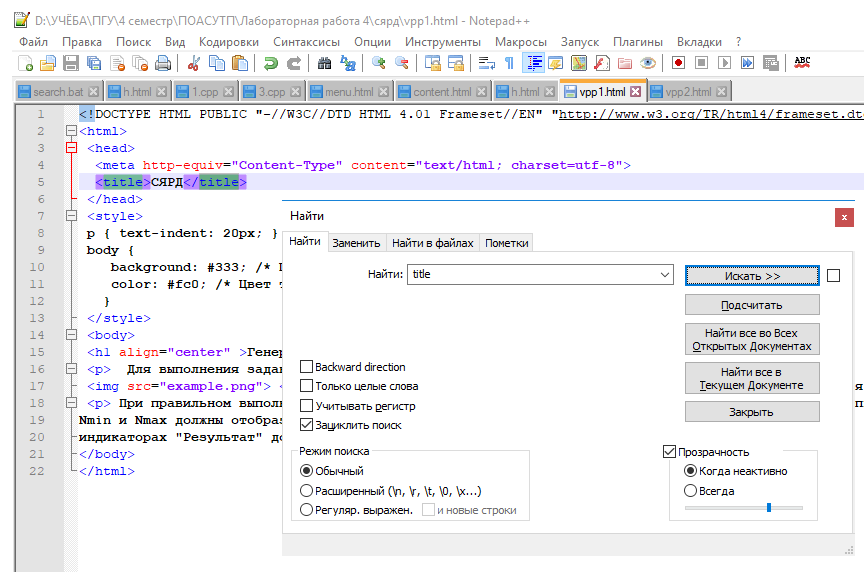 D:\УЧЁБА\ПГУ\4 семестр\ПОАСУТП\Лабораторная работа 4\сярд\vpp1.html - Notepad++
Файл Правка Поиск Вид Кодировки Синтаксисы Опции Инструменты Макросы Запуск Плагины Вкладки ?
ABC
search.bat h.html 1.cpp 3.cpp menu.html content.html h.html vpp1.html vpp2.html
1 <!DOCTYPE HTML PUBLIC "-//W3C//DTD HTML 4.01 Frameset//EN" "http://www.w3.org/TR/html4/frameset.dt
2 <html>
3 <head>
4 <meta http-equiv="Content-Type" content="text/html; charset=utf-8">
5 <title>СЯРД</title>
6 </head>
7 <style>
8 p { text-indent: 20px; }
9 body {
10 background: #333; /*
11 color: #fc0; /* Цвет
12 }
13 </style>
14 <body>
15 <h1 align="center" >Генер
16 <p> Для выполнения зада
17 <img src="example.png"> <
18 <p> При правильном выпол
19 Nmin и Nmax должны отобра
20 индикаторах "Результат" до
21 </body>
22 </html>
Найти
Найти Заменить Найти в файлах Пометки
Найти: title
Искать >>
Подсчитать
Найти все во Всех
Открытых Документах
Найти все в
Текущем Документе
Закрыть
Backward direction
Только целые слова
Учитывать регистр
Зациклить поиск
Режим поиска
Обычный
Расширенный (\n, \r, \t, \0, \x...)
Регуляр. выражен. и новые строки
Прозрачность
Когда неактивно
Всегда